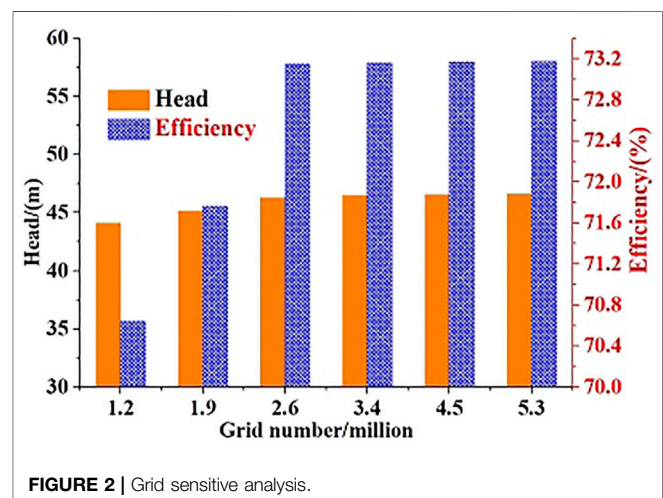 60
55
50
45
40
35
30
Head/(m)
Head
Efficiency
73.2
72.8
72.4
72.0
71.6
71.2
70.8
70.4
70.0
Efficiency/(%)
1.2 1.9 2.6 3.4 4.5 5.3
Grid number/million
FIGURE 2 | Grid sensitive analysis.